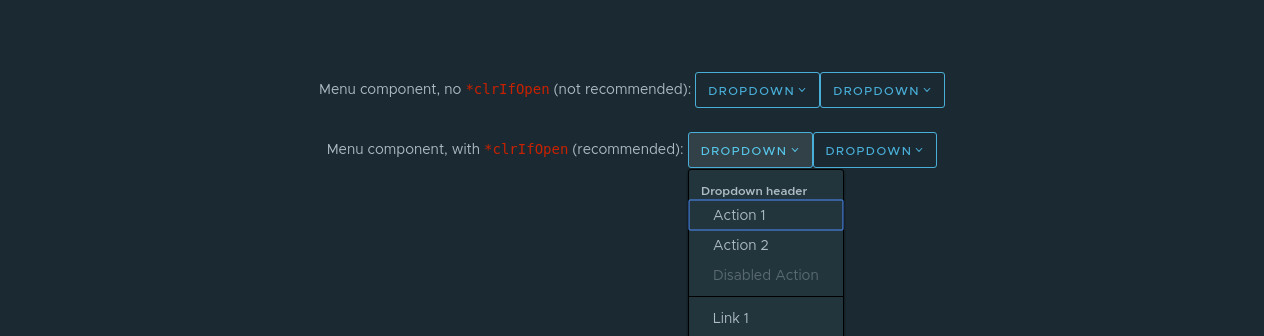 Menu component, no *clrIfOpen (not recommended): DROPDOWN DROPDOWN
Menu component, with *clrIfOpen (recommended): DROPDOWN DROPDOWN
Dropdown header
Action 1
Action 2
Disabled Action
Link 1